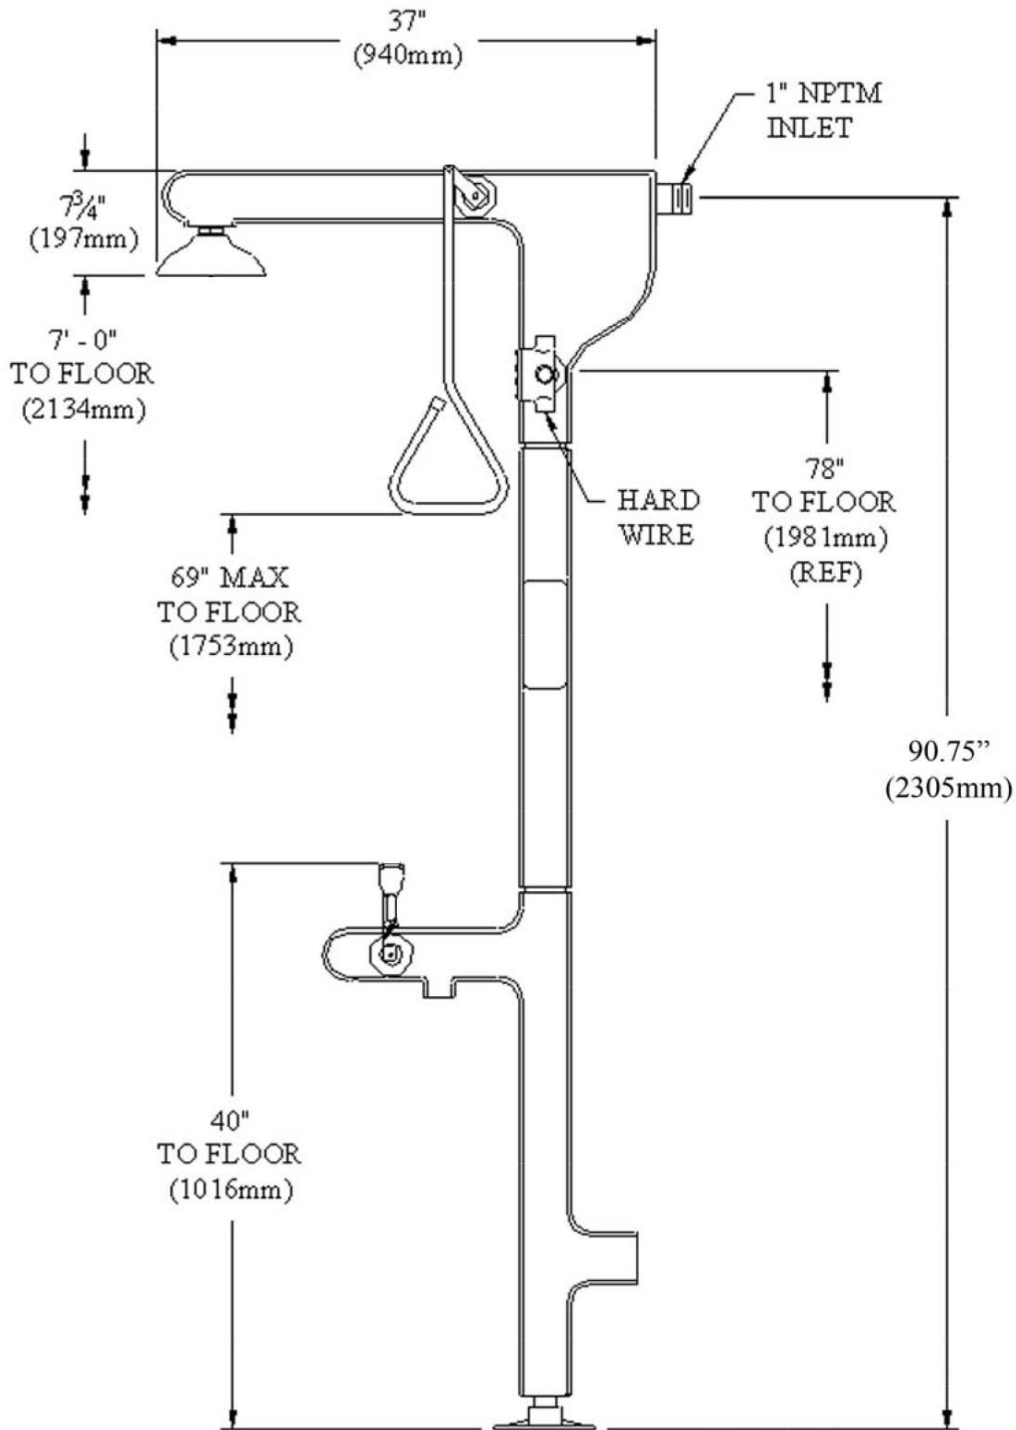 37"
(940mm)
1" NPTM
INLET
7¾"
(197mm)
7' - 0"
TO FLOOR
(2134mm)
78"
TO FLOOR
(1981mm)
(REF)
HARD
WIRE
69" MAX
TO FLOOR
(1753mm)
90.75”
(2305mm)
40"
TO FLOOR
(1016mm)